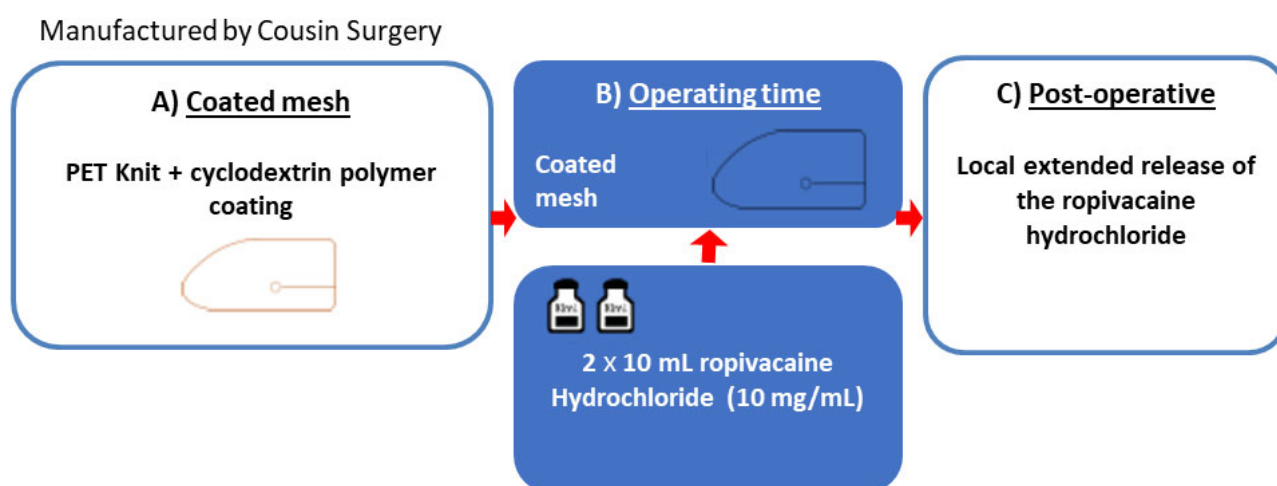 Manufactured by Cousin Surgery
A) Coated mesh
PET Knit + cyclodextrin polymer
coating
B) Operating time
Coated
mesh
2 x 10 mL ropivacaine
Hydrochloride (10 mg/mL)
C) Post-operative
Local extended release of
the ropivacaine
hydrochloride